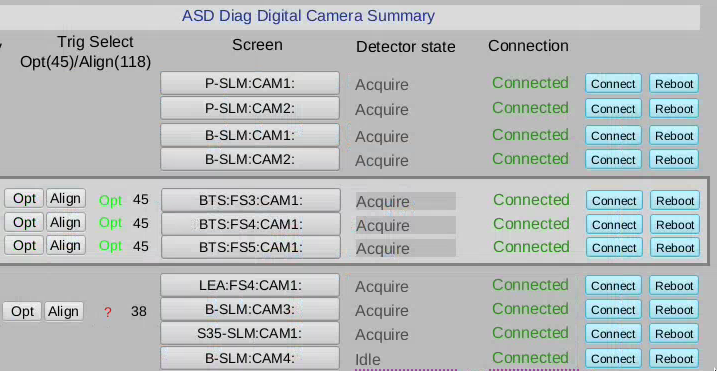 ASD Diag Digital Camera Summary
Trig Select Screen Detector state Connection
Opt(45)/Align(118)
P-SLM:CAM1: Acquire Connected Connect Reboot
P-SLM:CAM2: Acquire Connected Connect Reboot
B-SLM:CAM1: Acquire Connected Connect Reboot
B-SLM:CAM2: Acquire Connected Connect Reboot
Opt Align Opt 45 BTS:FS3:CAM1: Acquire Connected Connect Reboot
Opt Align Opt 45 BTS:FS4:CAM1: Acquire Connected Connect Reboot
Opt Align Opt 45 BTS:FS5:CAM1: Acquire Connected Connect Reboot
LEA:FS4:CAM1: Acquire Connected Connect Reboot
Opt Align ? 38 B-SLM:CAM3: Acquire Connected Connect Reboot
S35-SLM:CAM1: Acquire Connected Connect Reboot
B-SLM:CAM4: Idle Connected Connect Reboot